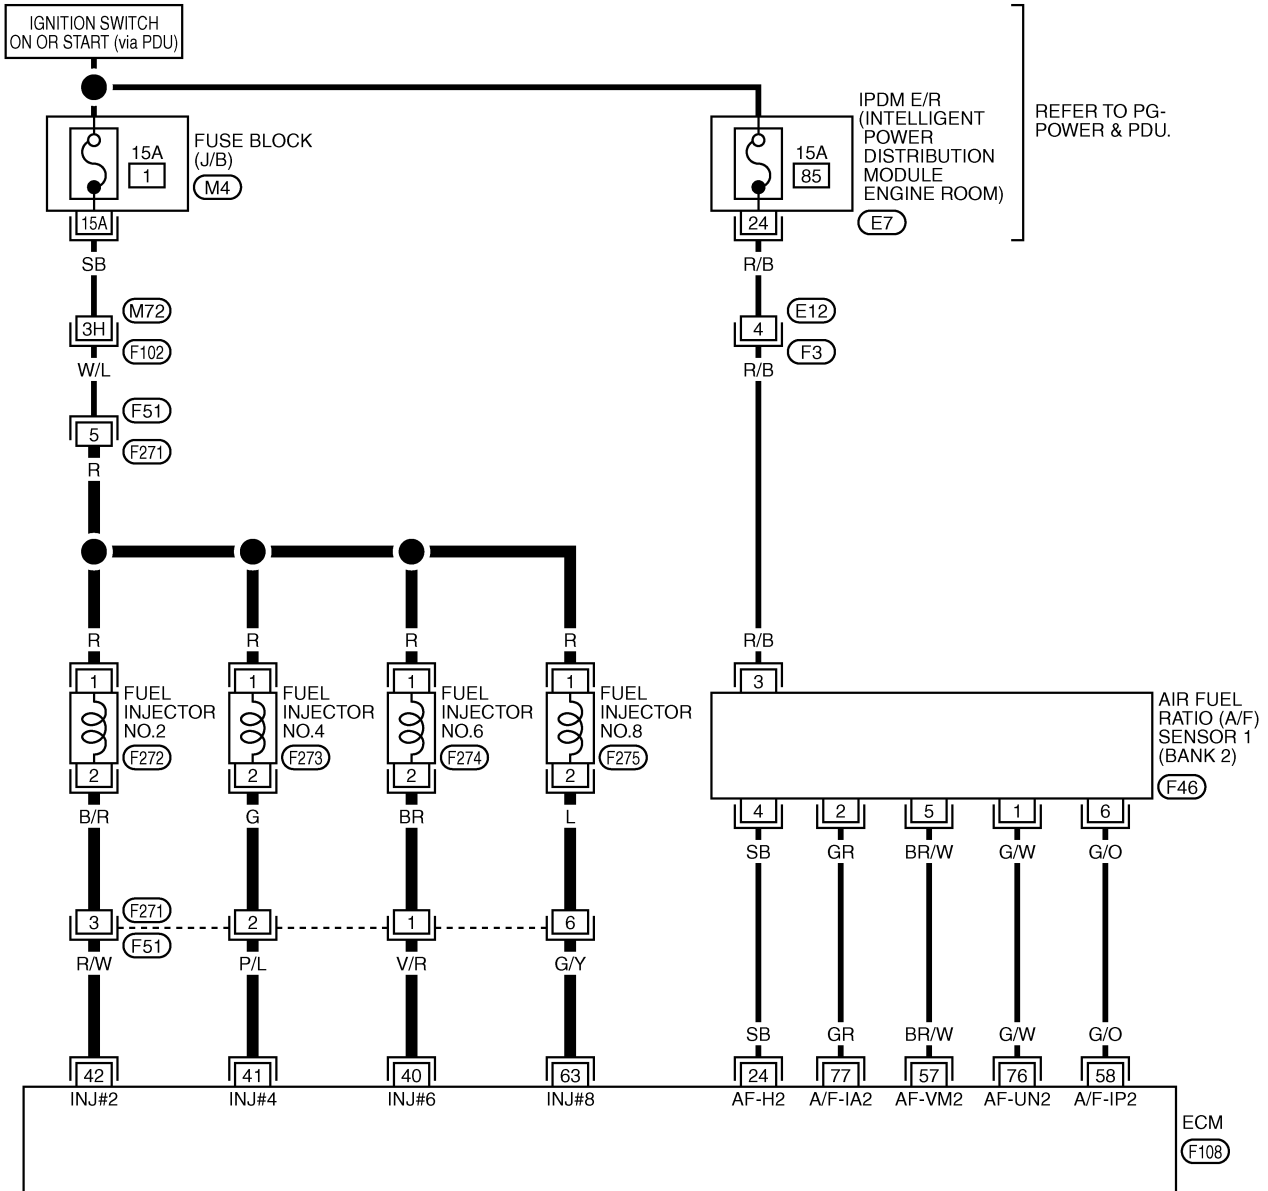 IGNITION SWITCH
ON OR START (via PDU)
FUSE BLOCK
(J/B)
M4
15A
1
15A
IPDM E/R
(INTELLIGENT
POWER
DISTRIBUTION
MODULE
ENGINE ROOM)
E7
15A
85
24
REFER TO PG-
POWER & PDU.
SB
R/B
M72
3H
F102
E12
4
F3
W/L
R/B
F51
5
F271
R
R
R
R
R
R/B
1
FUEL
INJECTOR
NO.2
F272
2
1
FUEL
INJECTOR
NO.4
F273
2
1
FUEL
INJECTOR
NO.6
F274
2
1
FUEL
INJECTOR
NO.8
F275
2
3
AIR FUEL
RATIO (A/F)
SENSOR 1
(BANK 2)
F46
4
2
5
1
6
B/R
G
BR
L
SB
GR
BR/W
G/W
G/O
3
F271
F51
2
1
6
R/W
P/L
V/R
G/Y
SB
GR
BR/W
G/W
G/O
42
41
40
63
24
77
57
76
58
INJ#2
INJ#4
INJ#6
INJ#8
AF-H2
A/F-IA2
AF-VM2
AF-UN2
A/F-IP2
ECM
F108